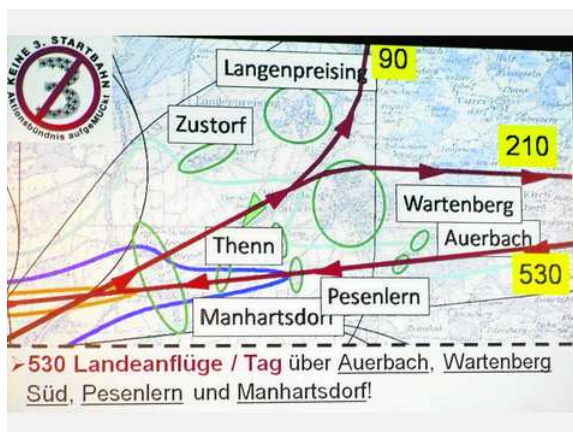 KEINE 3. STARTBAHN
3
Aktionsbündnis aufgeMUCkt
Langenpreising
90
Zustorf
210
Wartenberg
Thenn
Auerbach
530
Pesenlern
Manhartsdorf
➢530 Landeanflüge / Tag über Auerbach, Wartenberg
Süd, Pesenlern und Manhartsdorf!